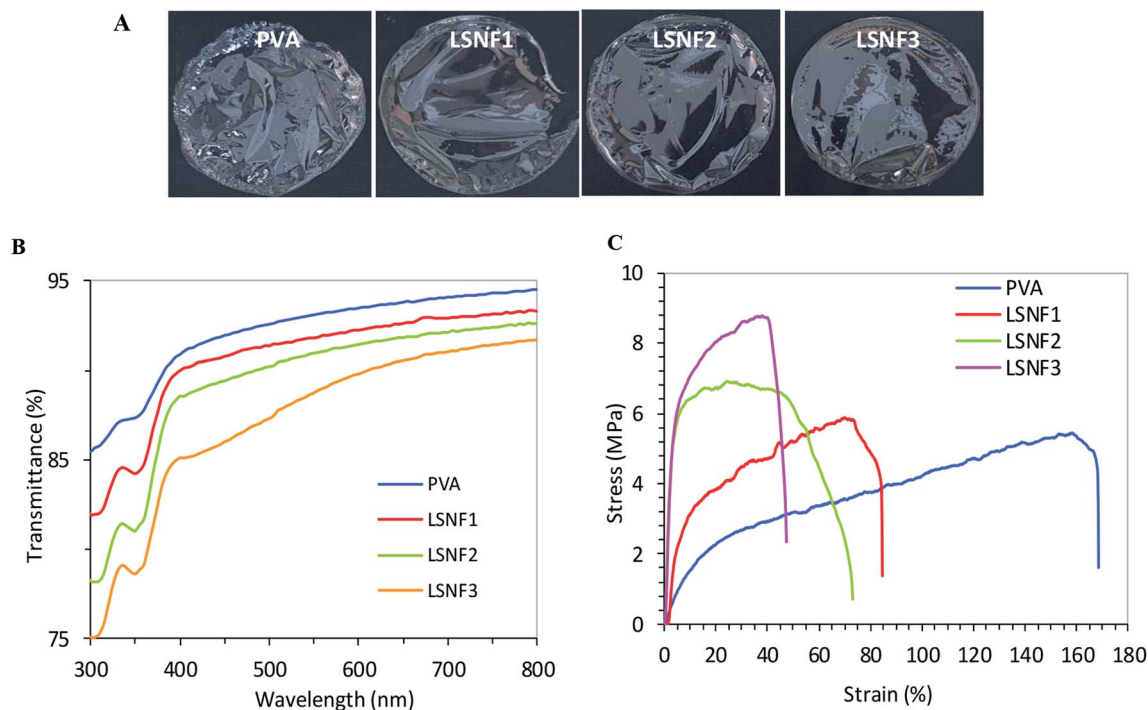 A
PVA
LSNF1
LSNF2
LSNF3
B
95
85
75
Transmittance (%)
PVA
LSNF1
LSNF2
LSNF3
300 400 500 600 700 800
Wavelength (nm)
C
10
8
6
4
2
0
Stress (MPa)
PVA
LSNF1
LSNF2
LSNF3
0 20 40 60 80 100 120 140 160 180
Strain (%)